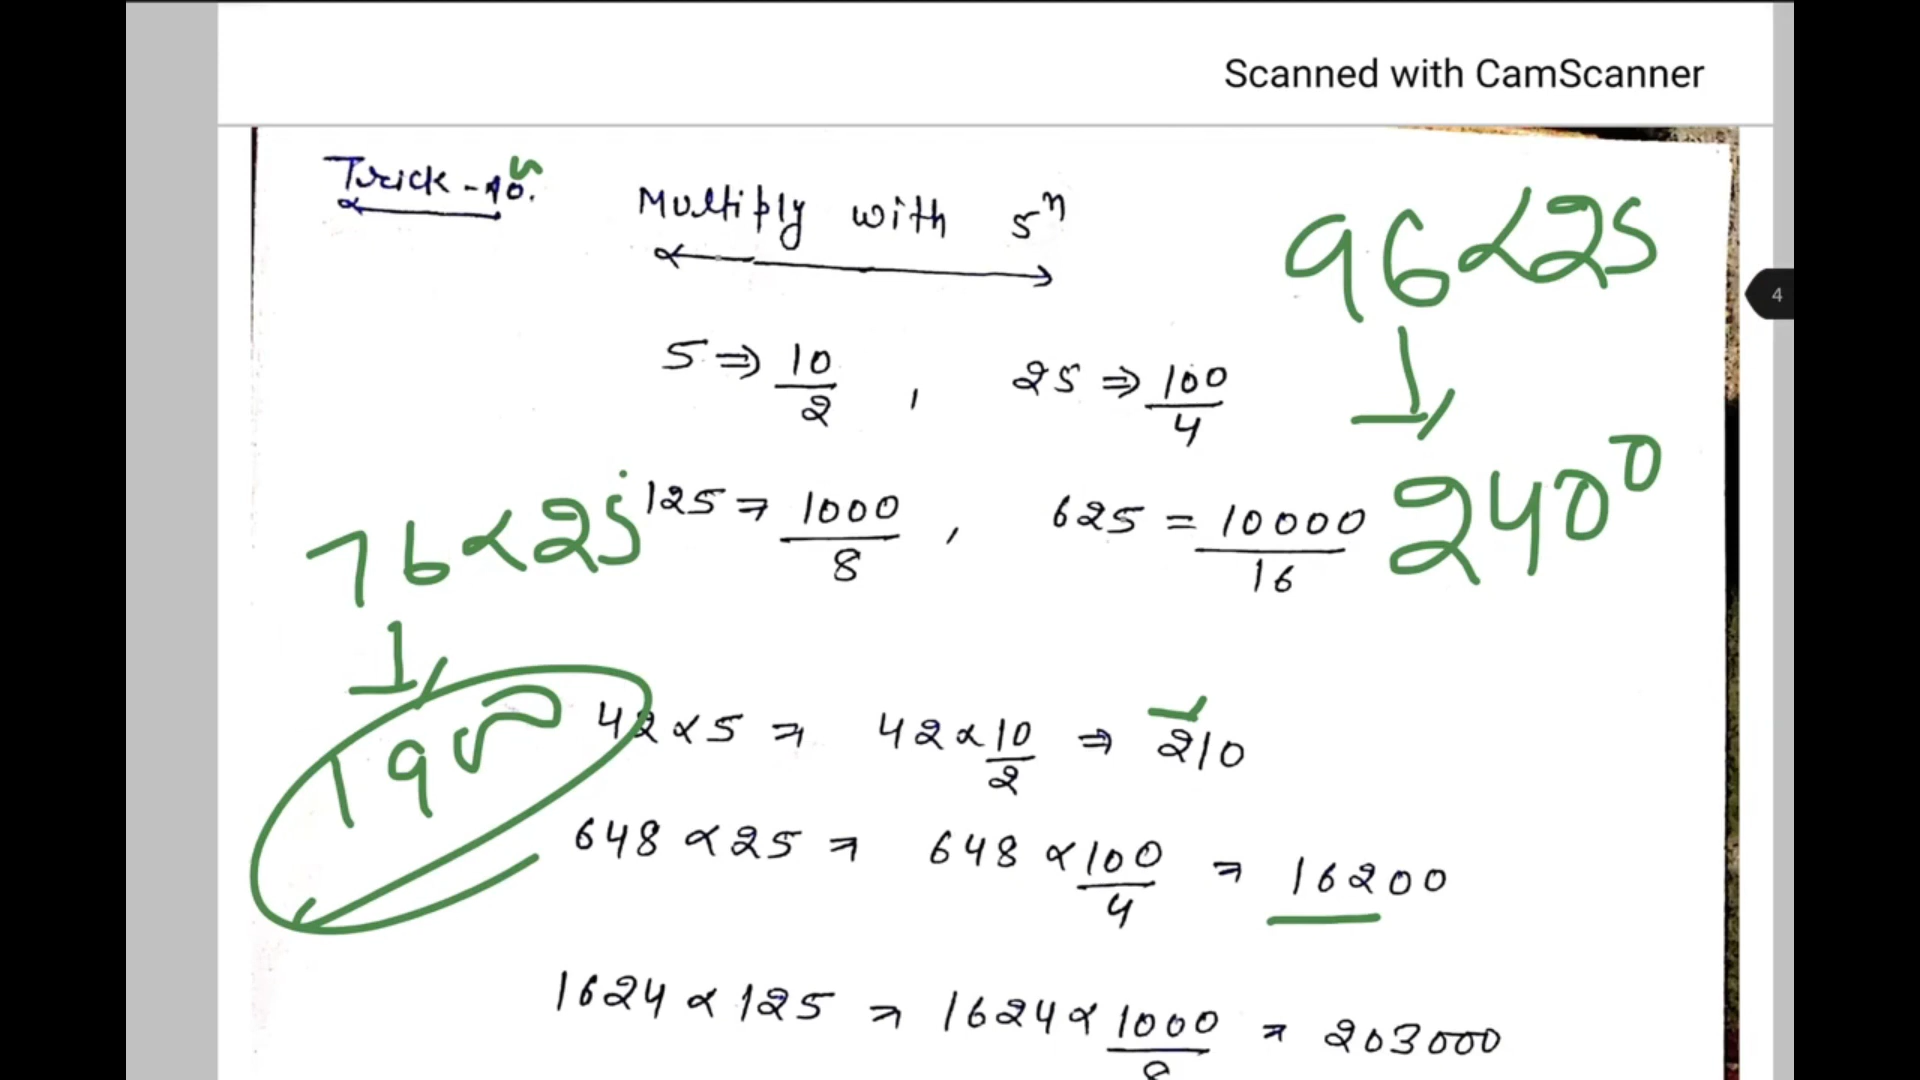 Scanned with CamScanner
Trick-10.
Multiply with 5ⁿ
96×25
4
5 ⇒ 10/2 , 25 ⇒ 100/4
2400
76×25
125 = 1000/8 , 625 = 10000/16
42×5 = 42×10/2 ⇒ 210
648×25 = 648×100/4 = 16200
1624×125 = 1624×1000/8 = 203000